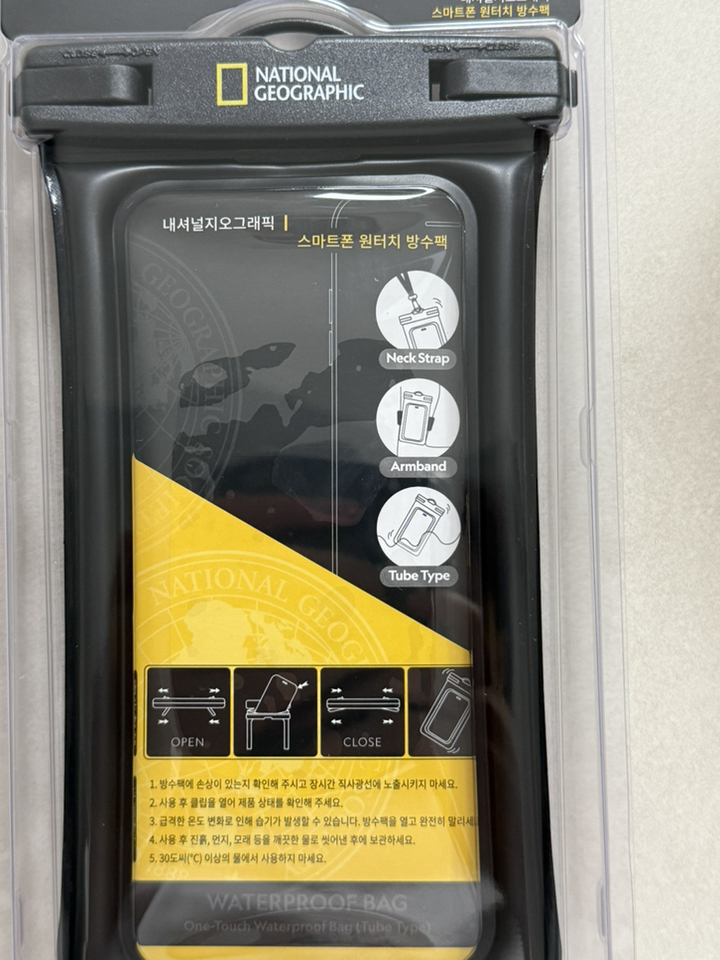 스마트폰 원터치 방수팩
CLOSE OPEN
OPEN CLOSE
NATIONAL
GEOGRAPHIC
내셔널지오그래픽
스마트폰 원터치 방수팩
Neck Strap
Armband
Tube Type
NATIONAL GEOG
OPEN
CLOSE
1. 방수팩에 손상이 있는지 확인해 주시고 장시간 직사광선에 노출시키지 마세요.
2. 사용 후 클립을 열어 제품 상태를 확인해 주세요.
3. 급격한 온도 변화로 인해 습기가 발생할 수 있습니다. 방수팩을 열고 완전히 말리세
4. 사용 후 진흙, 먼지, 모래 등을 깨끗한 물로 씻어낸 후에 보관하세요.
5. 30도씨(℃) 이상의 물에서 사용하지 마세요.
WATERPROOF BAG
One-Touch Waterproof Bag (Tube Type)